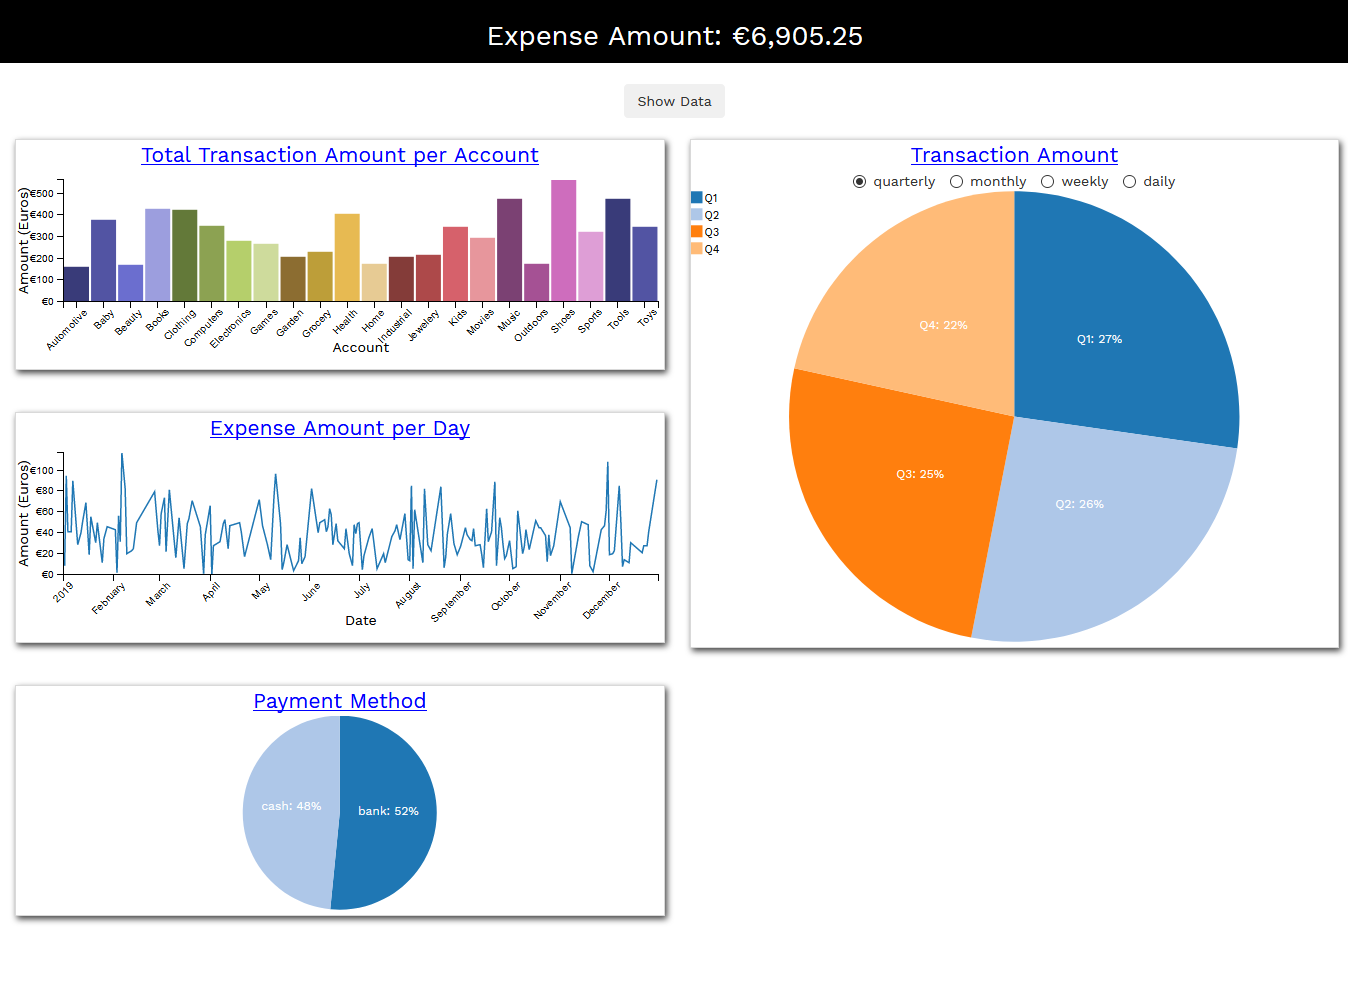 Expense Amount: €6,905.25
Show Data
Total Transaction Amount per Account
Amount (Euros)
€500
€400
€300
€200
€100
€0
Automotive
Baby
Beauty
Books
Clothing
Computers
Electronics
Games
Garden
Grocery
Health
Home
Industrial
Jewelery
Kids
Movies
Music
Outdoors
Shoes
Sports
Tools
Toys
Account
Transaction Amount
quarterly monthly weekly daily
Q1
Q2
Q3
Q4
Q4: 22%
Q1: 27%
Q3: 25%
Q2: 26%
Expense Amount per Day
Amount (Euros)
€100
€80
€60
€40
€20
€0
2019
February
March
April
May
June
July
August
September
October
November
December
Date
Payment Method
cash: 48%
bank: 52%